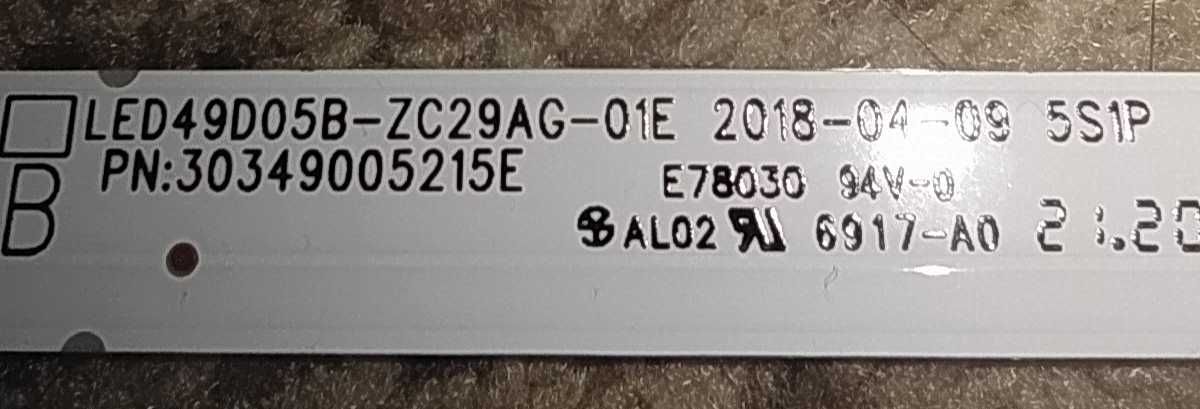 LED49D05B-ZC29AG-01E 2018-04-09 5S1P
PN:30349005215E
B
E78030 94V-0
AL02 6917-A0